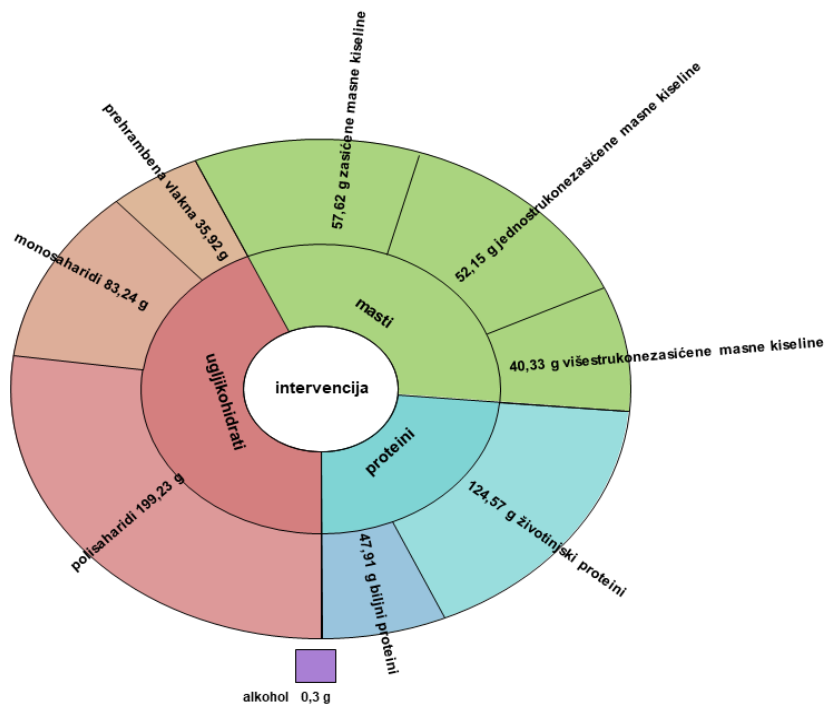 57,62 g zasićene masne kiseline
52,15 g jednostrukonezasićene masne kiseline
prehrambena vlakna 35,92 g
monosaharidi 83,24 g
masti
40,33 g višestrukonezasićene masne kiseline
ugljikohidrati
intervencija
proteini
polisaharidi 199,23 g
124,57 g životinjski proteini
47,91 g biljni proteini
alkohol 0,3 g